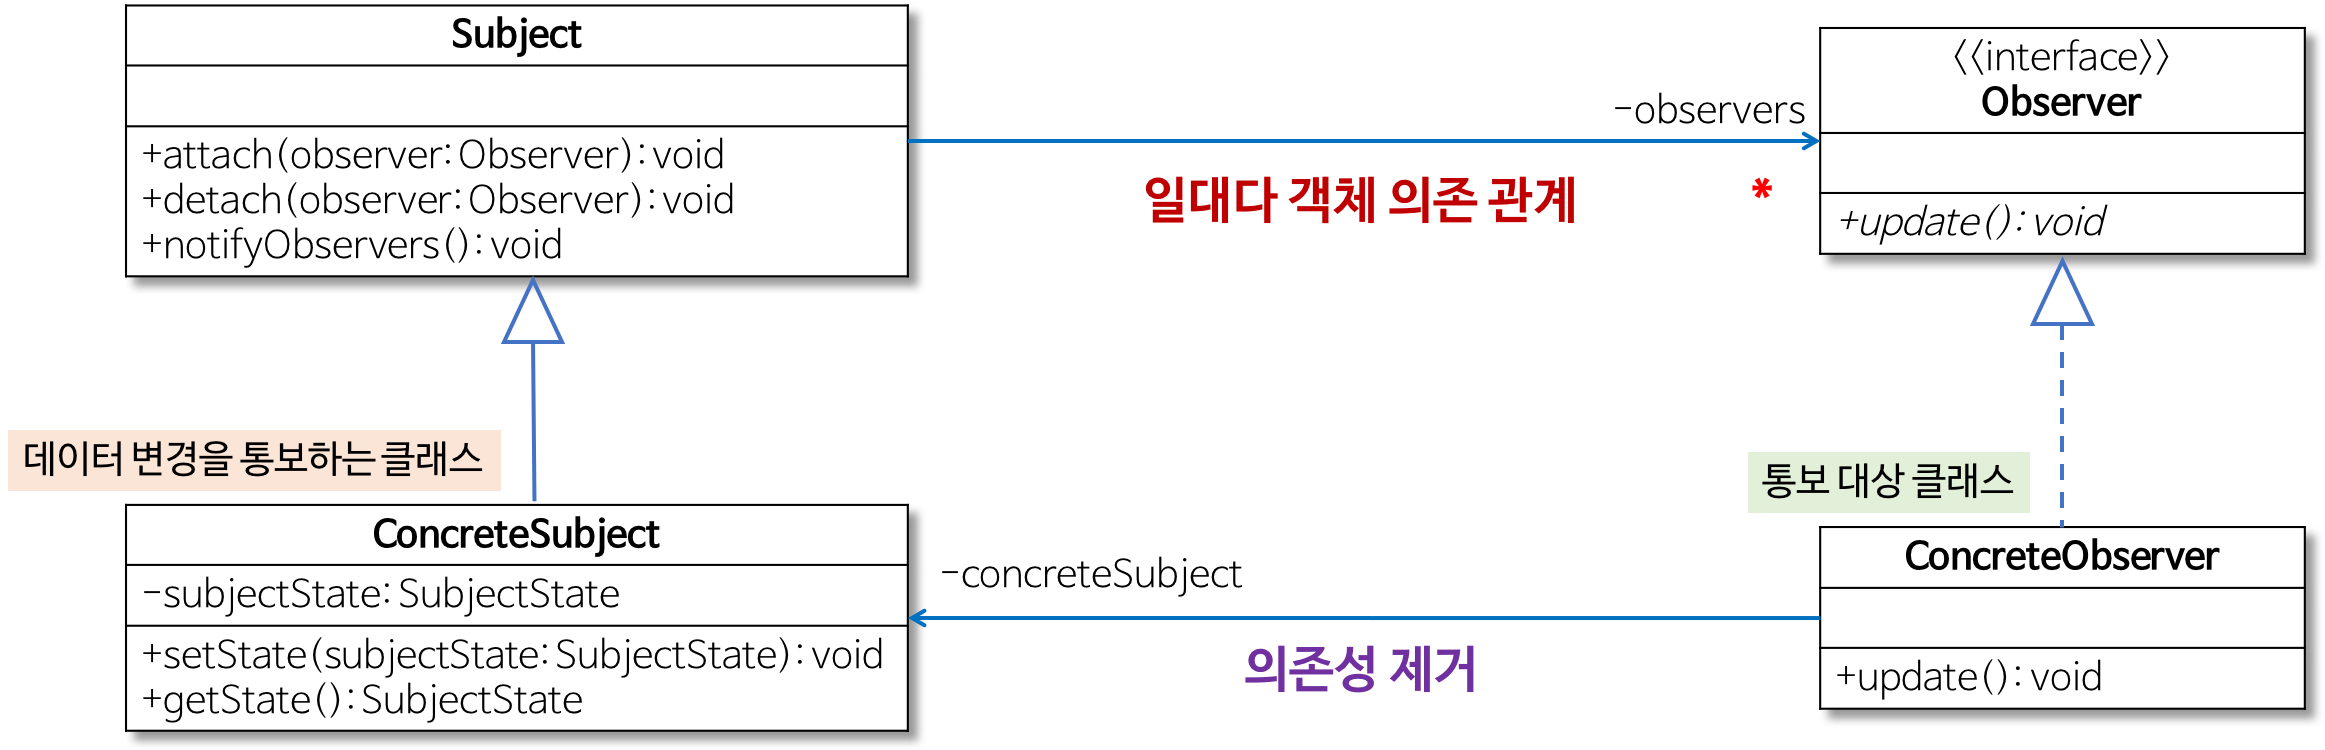 Subject
+attach(observer: Observer): void
+detach(observer: Observer): void
+notifyObservers(): void
-observers
일대다 객체 의존 관계
*
<<interface>>
Observer
+update(): void
데이터 변경을 통보하는 클래스
통보 대상 클래스
ConcreteSubject
-subjectState: SubjectState
+setState(subjectState: SubjectState): void
+getState(): SubjectState
-concreteSubject
의존성 제거
ConcreteObserver
+update(): void